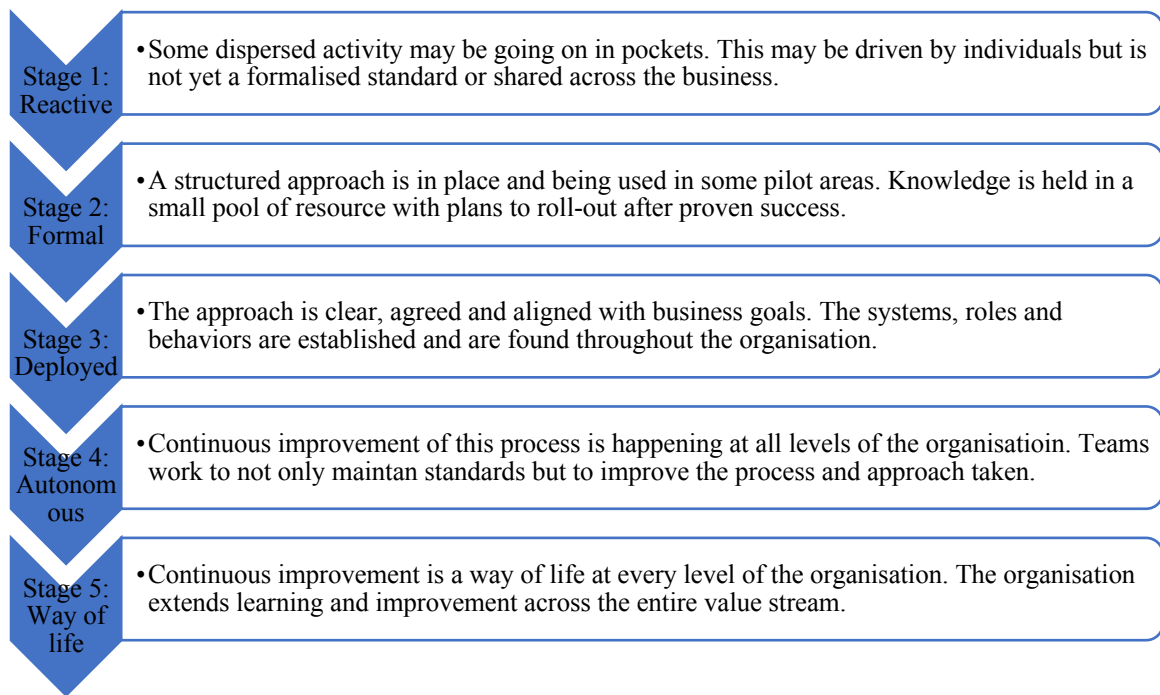 Stage 1:
Reactive
•Some dispersed activity may be going on in pockets. This may be driven by individuals but is
not yet a formalised standard or shared across the business.
Stage 2:
Formal
•A structured approach is in place and being used in some pilot areas. Knowledge is held in a
small pool of resource with plans to roll-out after proven success.
Stage 3:
Deployed
•The approach is clear, agreed and aligned with business goals. The systems, roles and
behaviors are established and are found throughout the organisation.
Stage 4:
Autonom
ous
•Continuous improvement of this process is happening at all levels of the organisatioin. Teams
work to not only maintan standards but to improve the process and approach taken.
Stage 5:
Way of
life
•Continuous improvement is a way of life at every level of the organisation. The organisation
extends learning and improvement across the entire value stream.